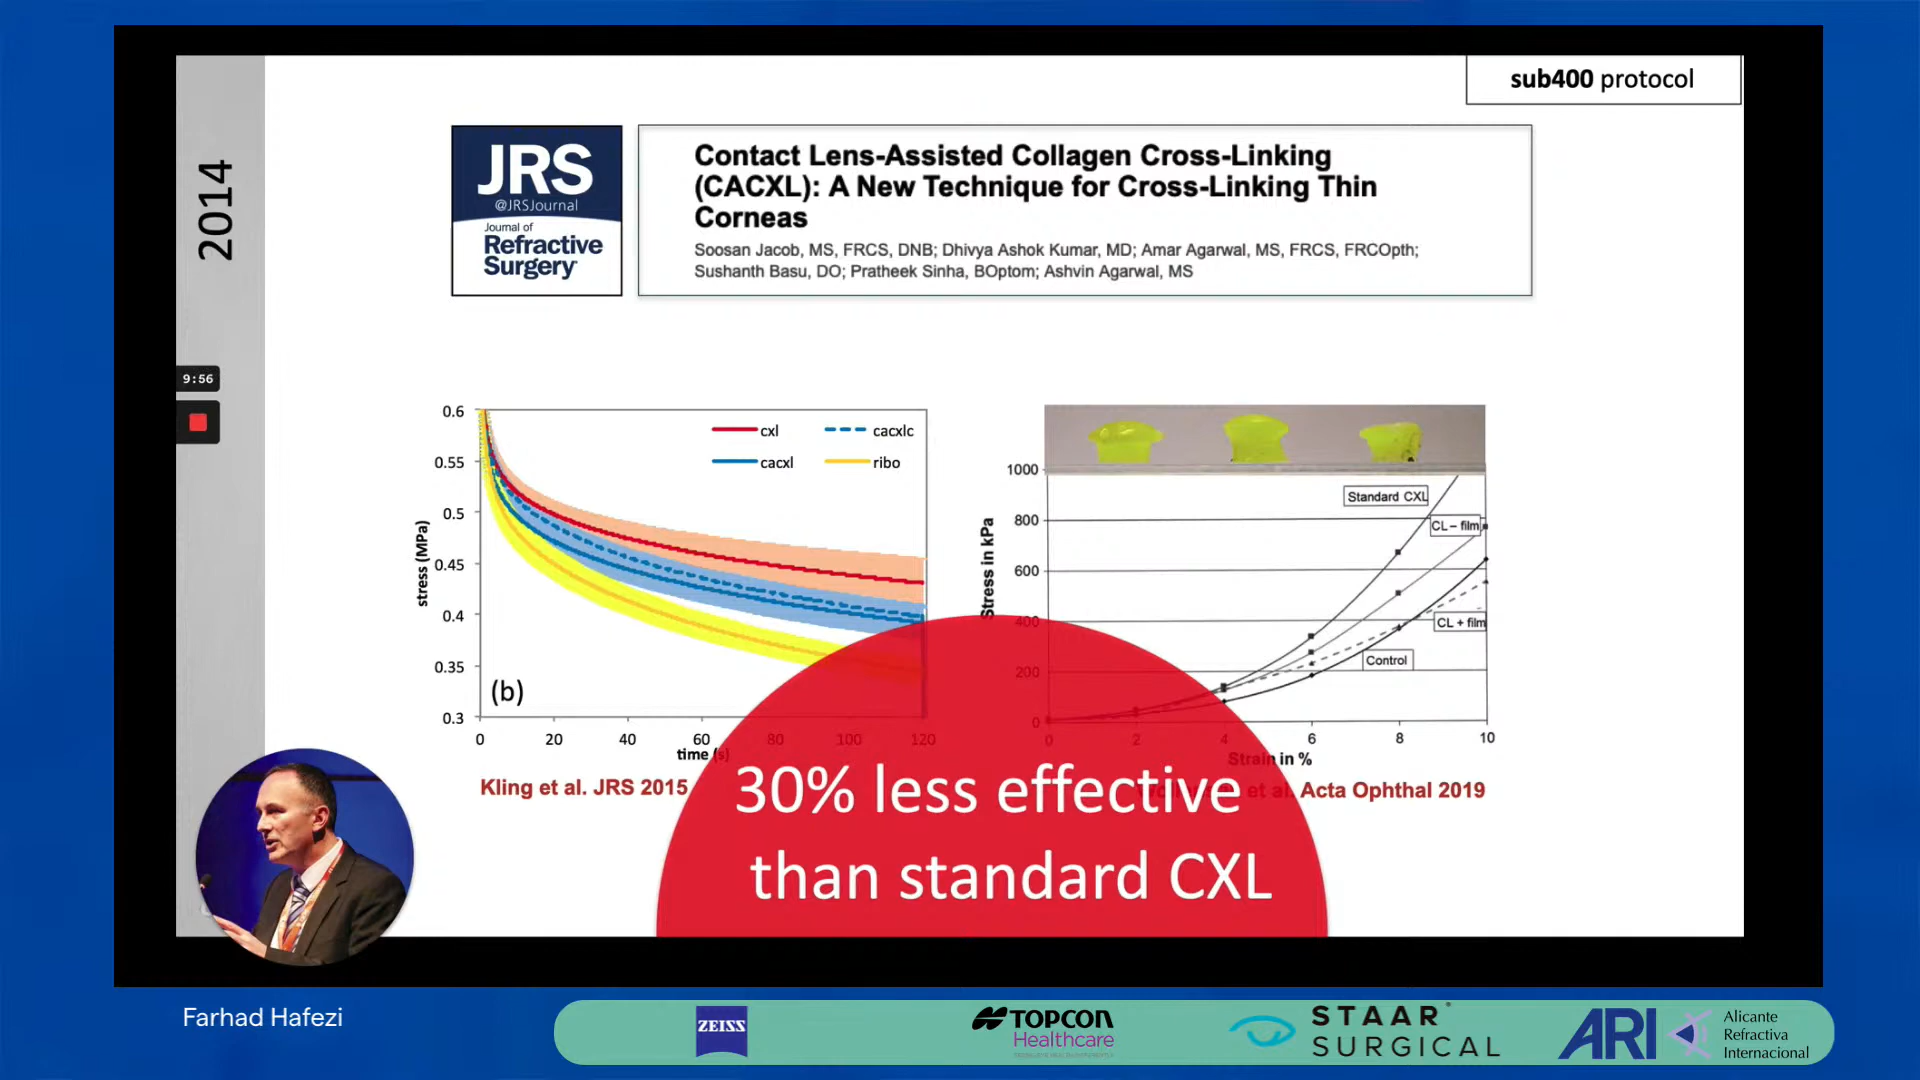 sub400 protocol
2014
JRS
@JRSJournal
Journal of
Refractive
Surgery
Contact Lens-Assisted Collagen Cross-Linking
(CACXL): A New Technique for Cross-Linking Thin
Corneas
Soosan Jacob, MS, FRCS, DNB; Dhivya Ashok Kumar, MD; Amar Agarwal, MS, FRCS, FRCOpth;
Sushanth Basu, DO; Pratheek Sinha, BOptom; Ashvin Agarwal, MS
9:56
0.6
0.55
0.5
0.45
0.4
0.35
0.3
stress (MPa)
cxl
cacxlc
cacxl
ribo
(b)
0 20 40 60 80 100 120
time (s)
Kling et al. JRS 2015
1000
800
600
400
200
0
Stress in kPa
Standard CXL
CL – film
CL + film
Control
0 2 4 6 8 10
Strain in %
et al. Acta Ophthal 2019
30% less effective
than standard CXL
Farhad Hafezi
ZEISS
TOPCON
Healthcare
STAAR
SURGICAL
ARI
Alicante
Refractiva
Internacional